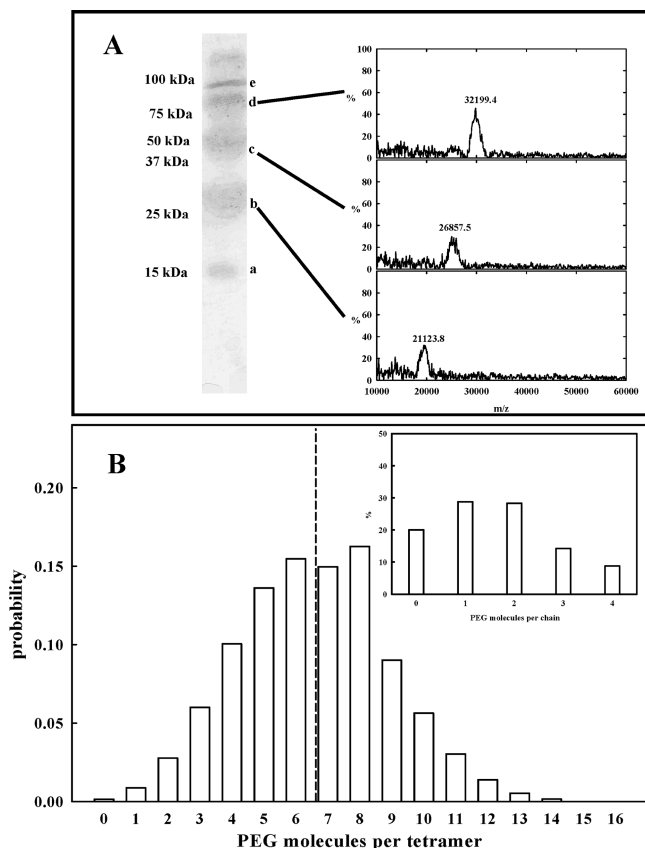 A
100 kDa
75 kDa
50 kDa
37 kDa
25 kDa
15 kDa
e
d
c
b
a
100
80
60
40
20
0
%
32199.4
80
60
40
20
0
%
26857.5
80
60
40
20
0
%
21123.8
10000 20000 30000 40000 50000 60000
m/z
B
probability
0.20
0.15
0.10
0.05
0.00
0 1 2 3 4 5 6 7 8 9 10 11 12 13 14 15 16
PEG molecules per tetramer
%
50
40
30
20
10
0
0 1 2 3 4
PEG molecules per chain